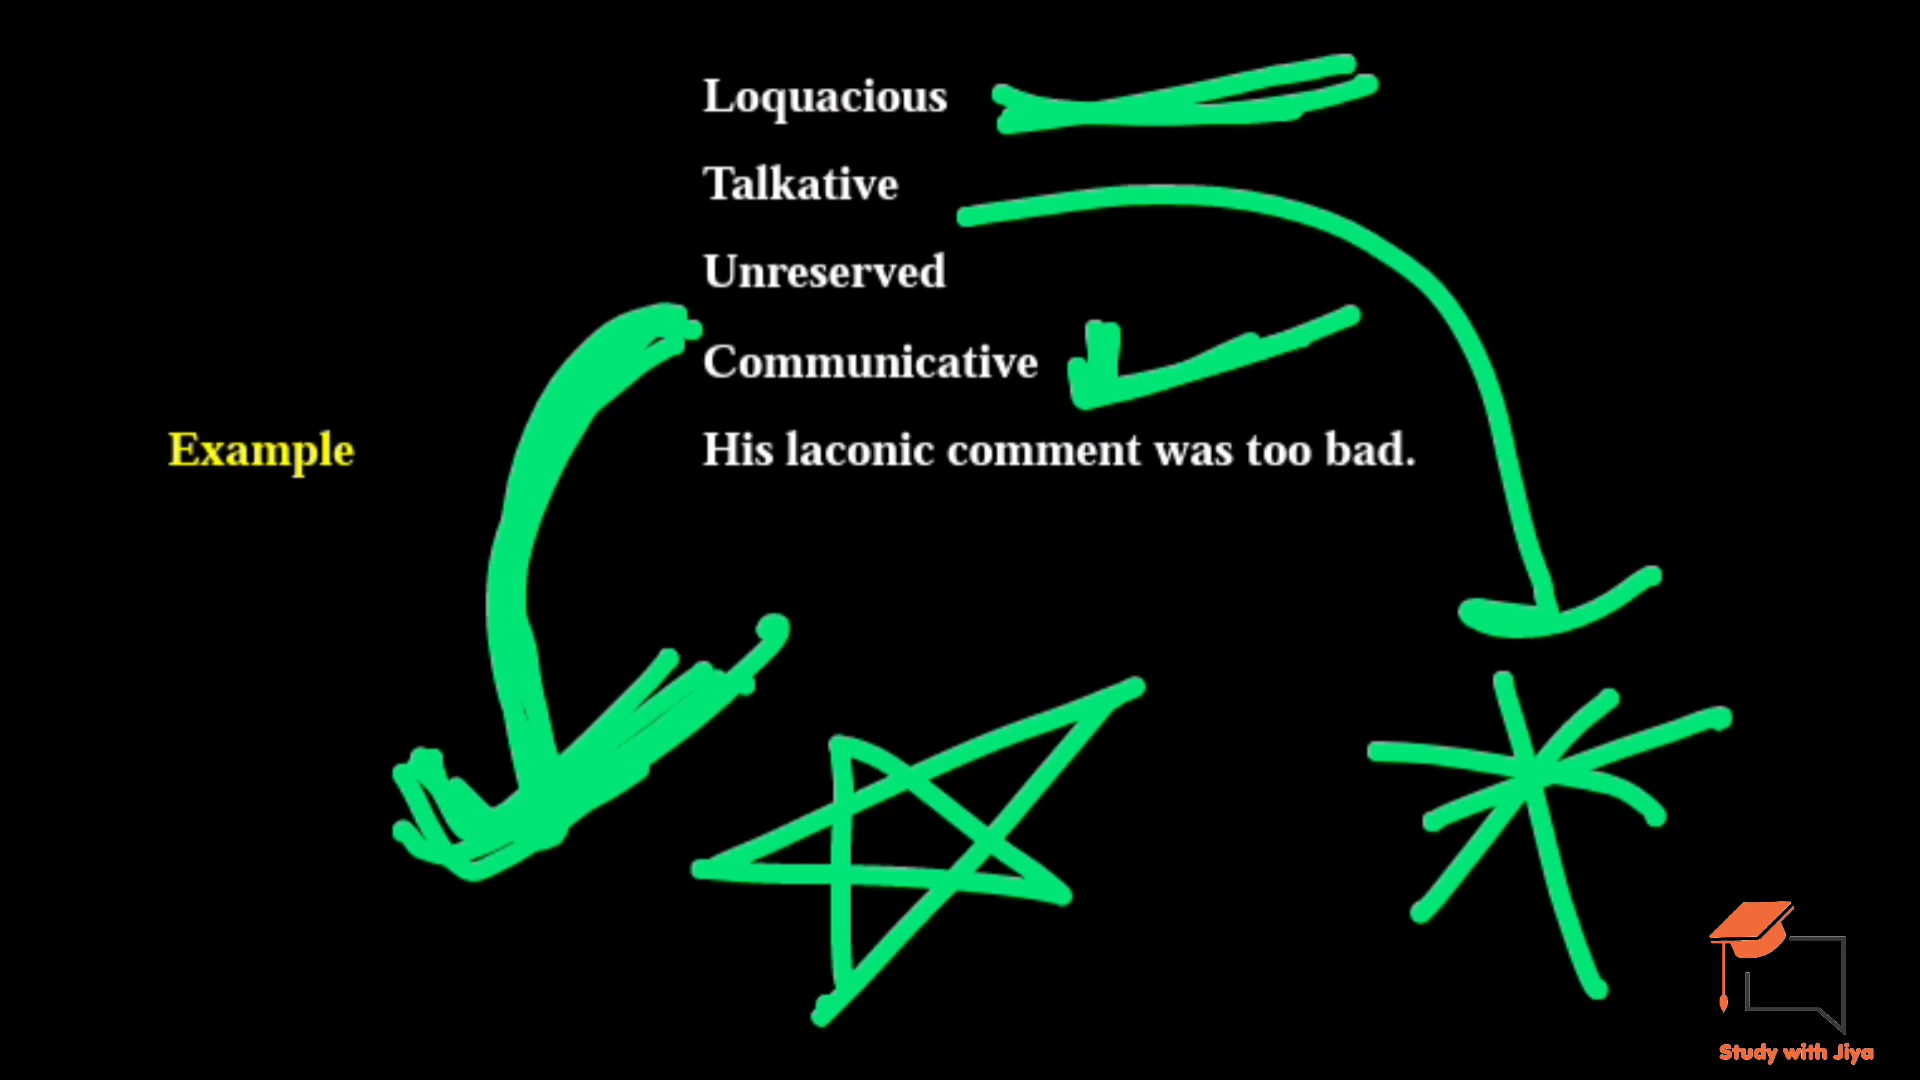 Loquacious
Talkative
Unreserved
Communicative
Example
His laconic comment was too bad.
Study with Jiya